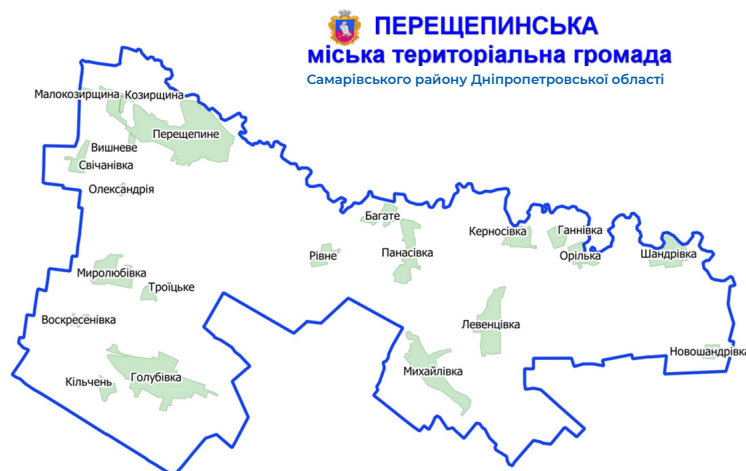 ПЕРЕЩЕПИНСЬКА
міська територіальна громада
Самарівського району Дніпропетровської області
Малокозирщина
Козирщина
Перещепине
Вишневе
Свічанівка
Олександрія
Багате
Керносівка
Ганнівка
Рівне
Панасівка
Орілька
Шандрівка
Миролюбівка
Троїцьке
Воскресенівка
Левенцівка
Новошандрівка
Михайлівка
Кільчень
Голубівка